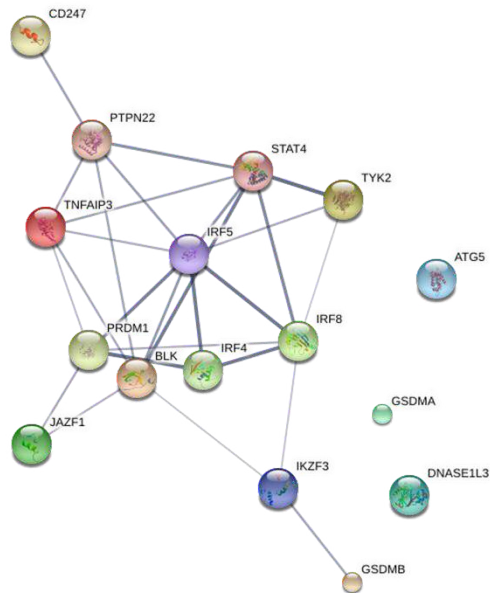 CD247
PTPN22
STAT4
TYK2
TNFAIP3
IRF5
ATG5
PRDM1
IRF8
BLK
IRF4
GSDMA
JAZF1
IKZF3
DNASE1L3
GSDMB